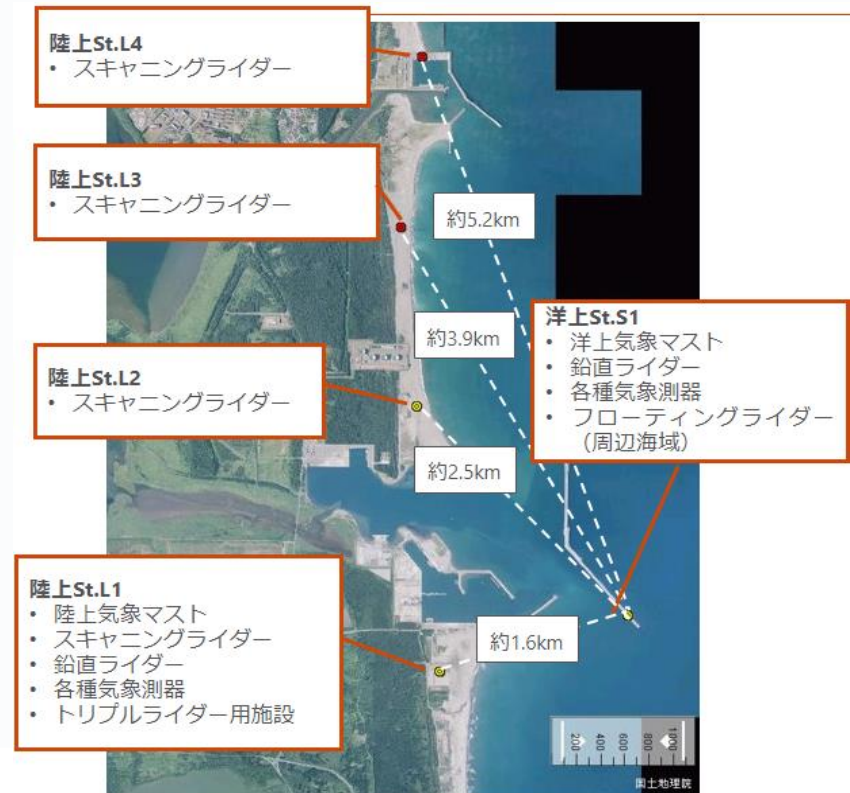 陸上St.L4
• スキャニングライダー
陸上St.L3
• スキャニングライダー
約5.2km
約3.9km
洋上St.S1
• 洋上気象マスト
• 鉛直ライダー
• 各種気象測器
• フローティングライダー
（周辺海域）
陸上St.L2
• スキャニングライダー
約2.5km
陸上St.L1
• 陸上気象マスト
• スキャニングライダー
• 鉛直ライダー
• 各種気象測器
• トリプルライダー用施設
約1.6km
200 400 600 800 1000
国土地理院